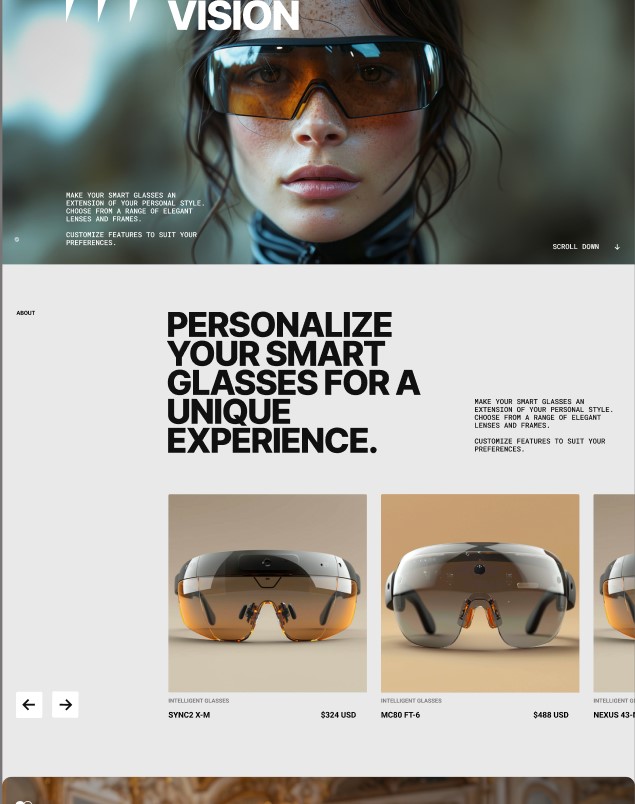 VISION
MAKE YOUR SMART GLASSES AN
EXTENSION OF YOUR PERSONAL STYLE.
CHOOSE FROM A RANGE OF ELEGANT
LENSES AND FRAMES.
CUSTOMIZE FEATURES TO SUIT YOUR
PREFERENCES.
©
SCROLL DOWN ↓
ABOUT
PERSONALIZE
YOUR SMART
GLASSES FOR A
UNIQUE
EXPERIENCE.
MAKE YOUR SMART GLASSES AN
EXTENSION OF YOUR PERSONAL STYLE.
CHOOSE FROM A RANGE OF ELEGANT
LENSES AND FRAMES.
CUSTOMIZE FEATURES TO SUIT YOUR
PREFERENCES.
INTELLIGENT GLASSES
SYNC2 X-M $324 USD
INTELLIGENT GLASSES
MC80 FT-6 $488 USD
INTELLIGENT GLASSES
NEXUS